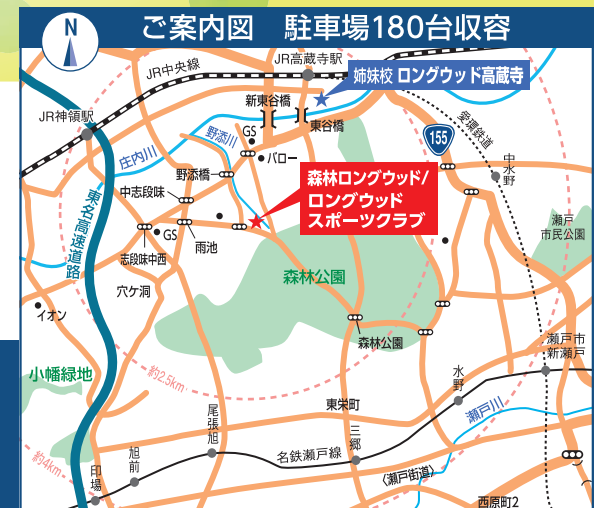 ご案内図 駐車場180台収容
N
JR中央線
JR高蔵寺駅
姉妹校 ロングウッド高蔵寺
JR神領駅
新東谷橋
東谷橋
155
愛環鉄道
野添川
GS
バロー
庄内川
中水野
野添橋
森林ロングウッド/
ロングウッド
スポーツクラブ
中志段味
東名高速道路
瀬戸
市民公園
GS
雨池
志段味中西
穴ケ洞
森林公園
イオン
森林公園
瀬戸市
新瀬戸
小幡緑地
約2.5km
水野
東栄町
尾張旭
瀬戸川
三郷
名鉄瀬戸線
旭前
約4km
印場
(瀬戸街道)
西原町2